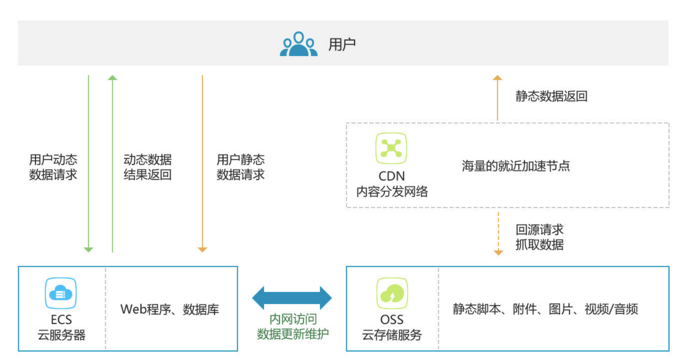 用户
静态数据返回
用户动态
数据请求
动态数据
结果返回
用户静态
数据请求
CDN
内容分发网络
海量的就近加速节点
回源请求
抓取数据
ECS
云服务器
Web程序、数据库
内网访问
数据更新维护
OSS
云存储服务
静态脚本、附件、图片、视频/音频